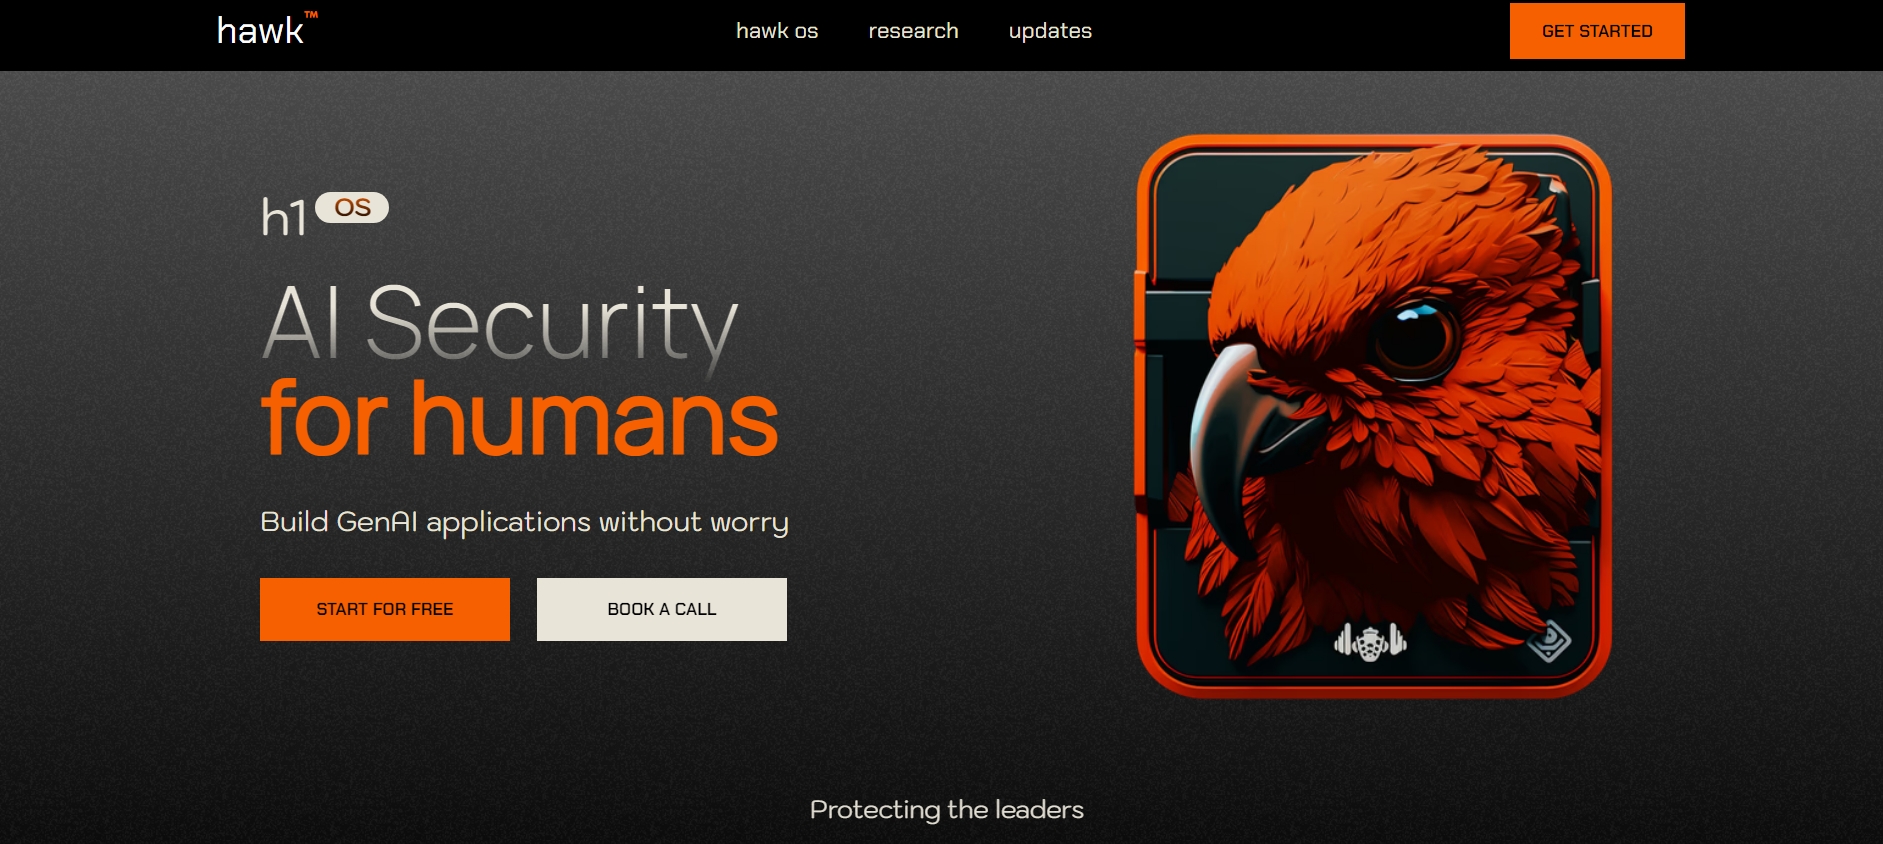 hawk™
hawk os
research
updates
GET STARTED
h1 OS
AI Security
for humans
Build GenAI applications without worry
START FOR FREE
BOOK A CALL
Protecting the leaders